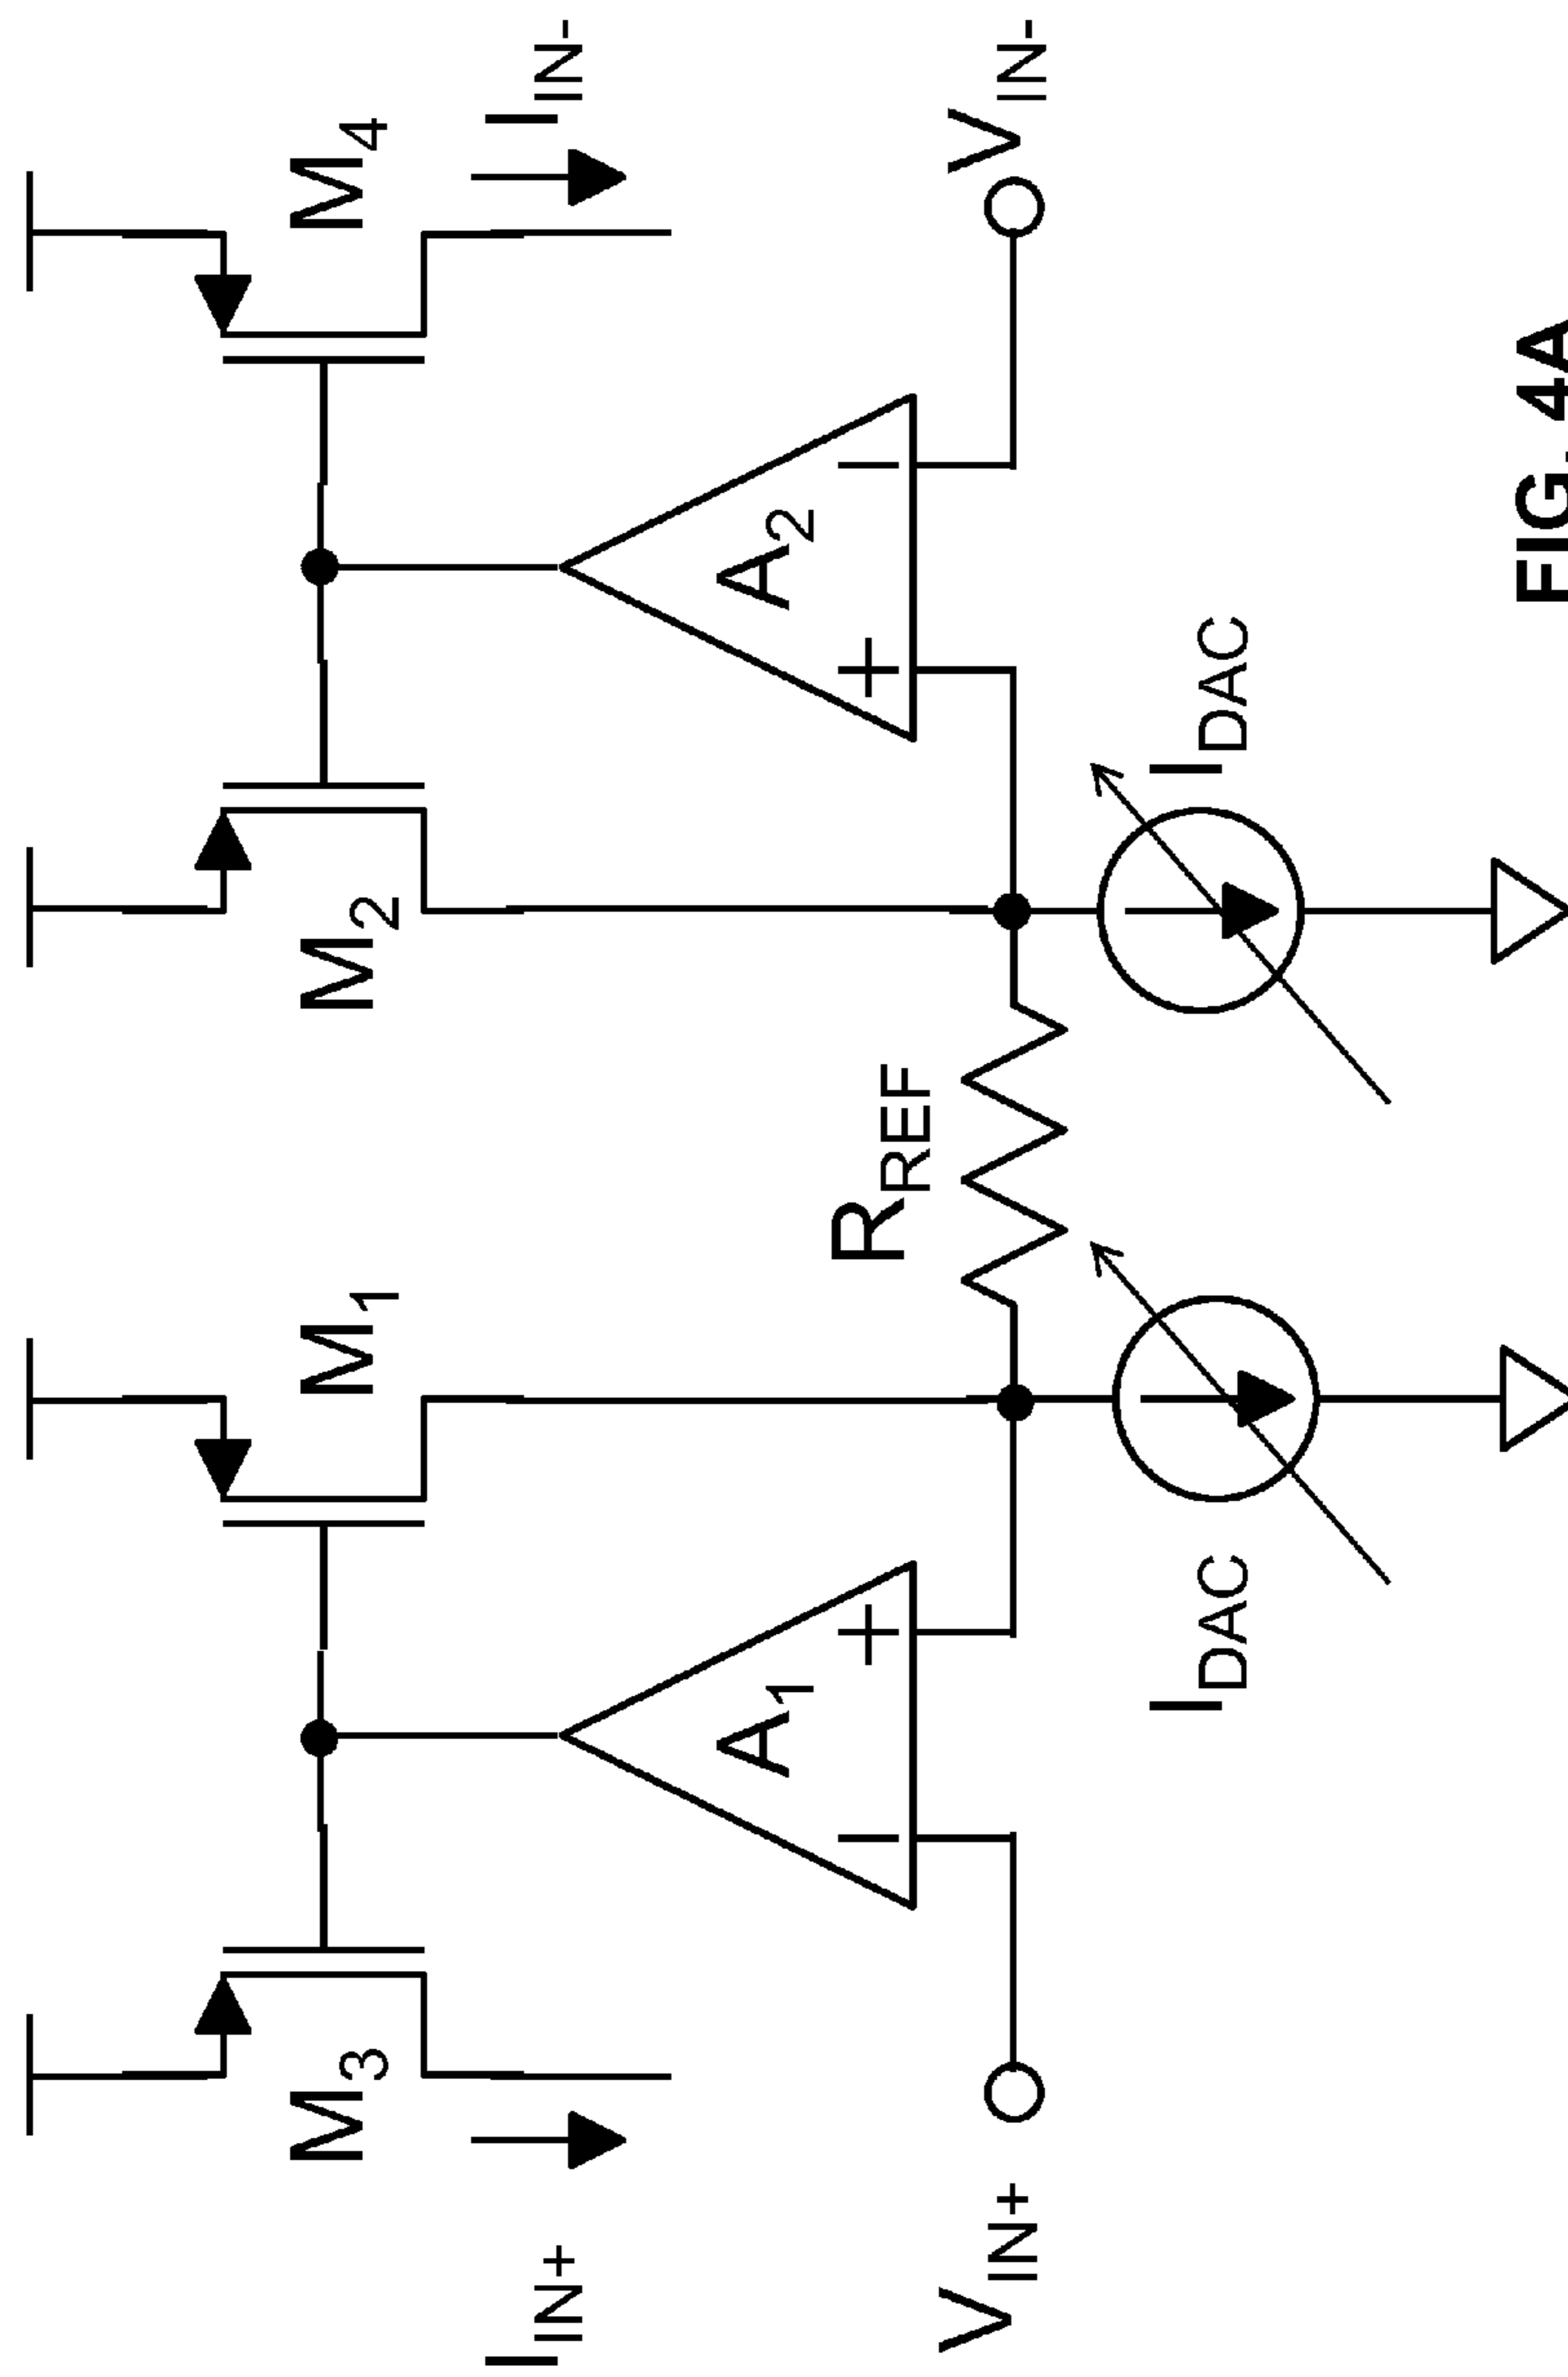 M3
M1
M2
M4
IIN+
IIN-
A1
A2
− +
+ −
RREF
VIN+
VIN-
IDAC
IDAC
FIG. 4A